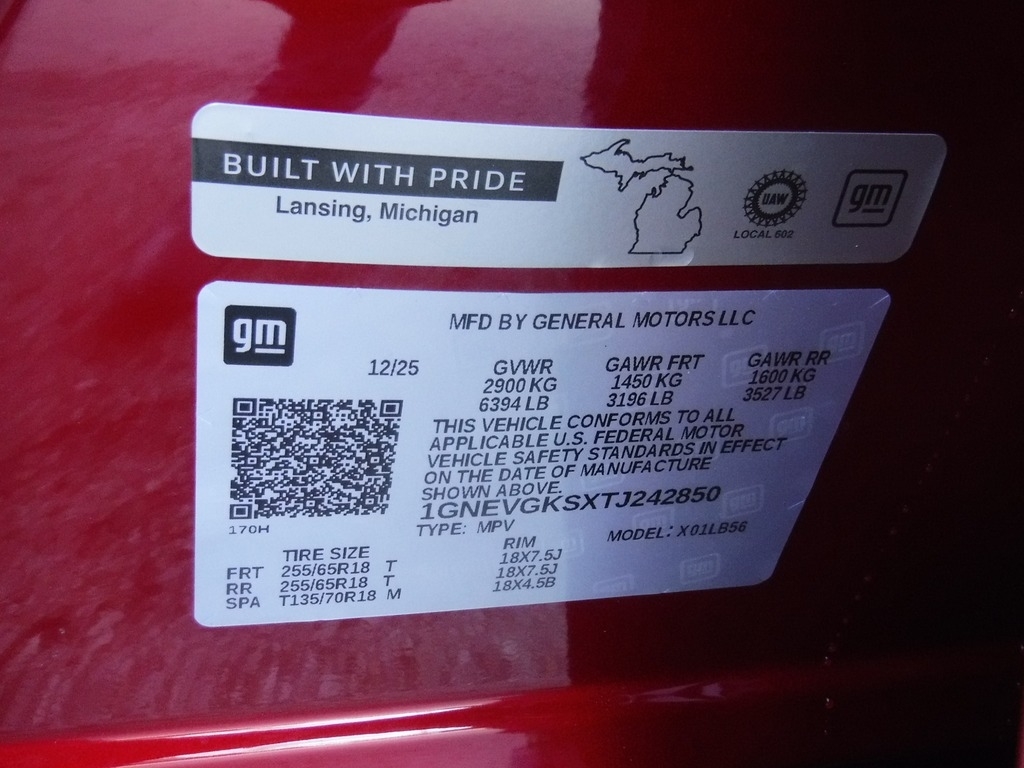 BUILT WITH PRIDE
Lansing, Michigan
UAW
LOCAL 602
gm
gm
MFD BY GENERAL MOTORS LLC
12/25 GVWR GAWR FRT GAWR RR
2900 KG 1450 KG 1600 KG
6394 LB 3196 LB 3527 LB
THIS VEHICLE CONFORMS TO ALL
APPLICABLE U.S. FEDERAL MOTOR
VEHICLE SAFETY STANDARDS IN EFFECT
ON THE DATE OF MANUFACTURE
SHOWN ABOVE.
1GNEVGKSXTJ242850
170H
TYPE: MPV MODEL: X01LB56
TIRE SIZE RIM
FRT 255/65R18 T 18X7.5J
RR 255/65R18 T 18X7.5J
SPA T135/70R18 M 18X4.5B